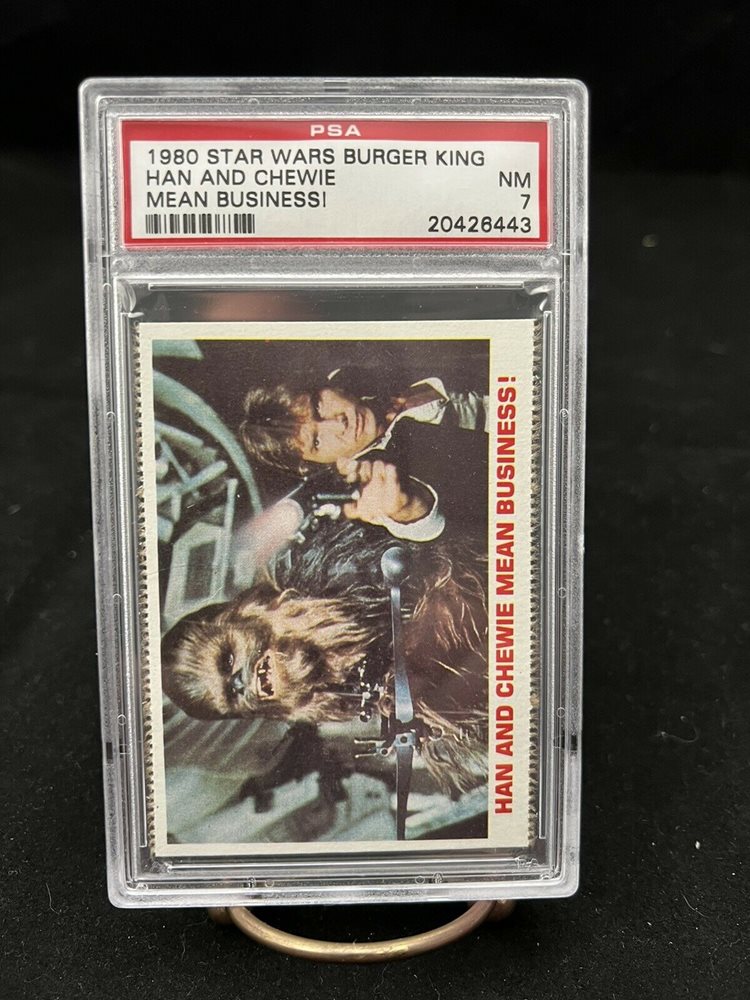 PSA
1980 STAR WARS BURGER KING
HAN AND CHEWIE
NM
MEAN BUSINESS!
7
20426443
HAN AND CHEWIE MEAN BUSINESS!